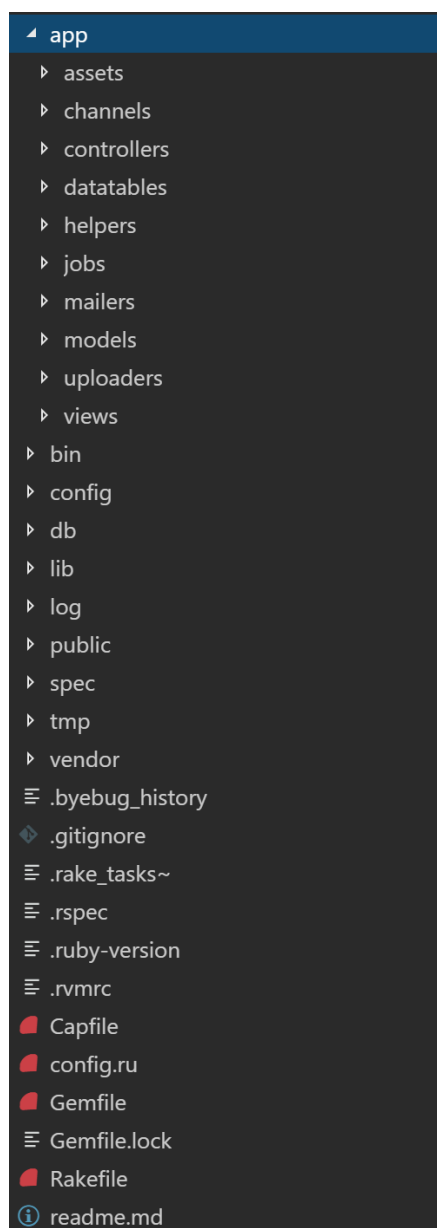 app
assets
channels
controllers
datatables
helpers
jobs
mailers
models
uploaders
views
bin
config
db
lib
log
public
spec
tmp
vendor
.byebug_history
.gitignore
.rake_tasks~
.rspec
.ruby-version
.rvmrc
Capfile
config.ru
Gemfile
Gemfile.lock
Rakefile
readme.md